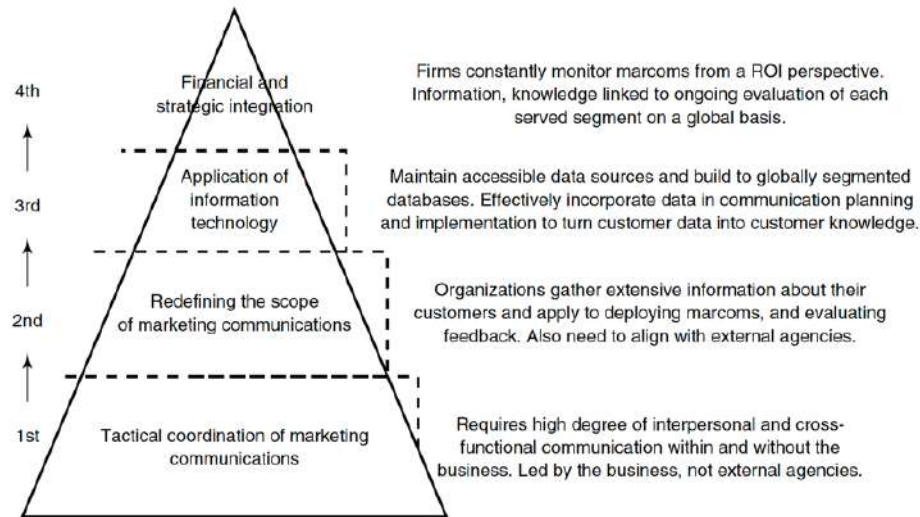 4th
Financial and
strategic integration
Firms constantly monitor marcoms from a ROI perspective.
Information, knowledge linked to ongoing evaluation of each
served segment on a global basis.
3rd
Application of
information
technology
Maintain accessible data sources and build to globally segmented
databases. Effectively incorporate data in communication planning
and implementation to turn customer data into customer knowledge.
2nd
Redefining the scope
of marketing communications
Organizations gather extensive information about their
customers and apply to deploying marcoms, and evaluating
feedback. Also need to align with external agencies.
1st
Tactical coordination of marketing
communications
Requires high degree of interpersonal and cross-
functional communication within and without the
business. Led by the business, not external agencies.